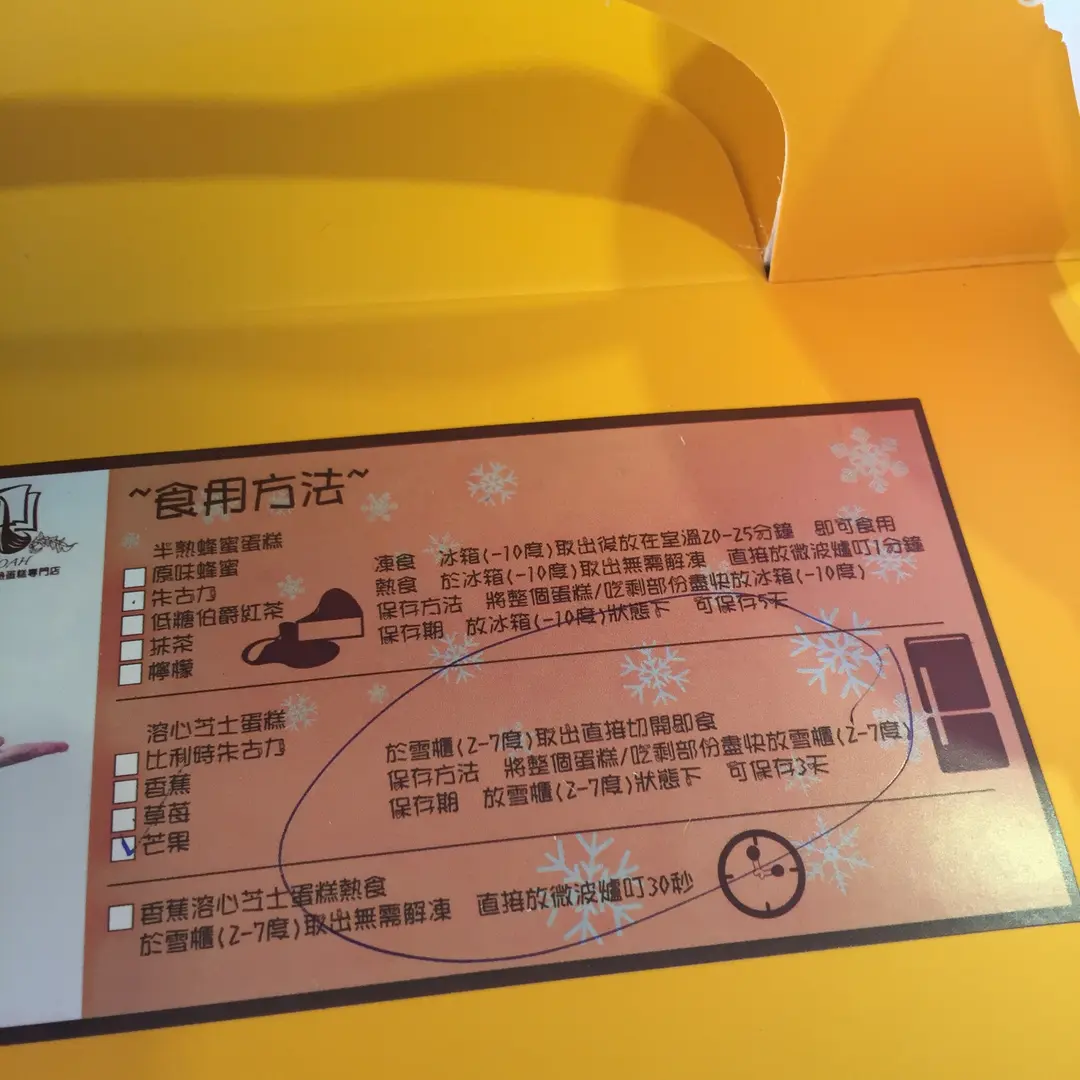 ~食用方法~
半熟蜂蜜蛋糕
原味蜂蜜
朱古力
低糖伯爵紅茶
抹茶
檸檬
凍食 冰箱(-10度)取出後放在室溫20-25分鐘 即可食用
熱食 於冰箱(-10度)取出無需解凍 直接放微波爐叮1分鐘
保存方法 將整個蛋糕/吃剩部份盡快放冰箱(-10度)
保存期 放冰箱(-10度)狀態下 可保存5天
溶心芝士蛋糕
比利時朱古力
香蕉
草莓
芒果
於雪櫃(2-7度)取出直接切開即食
保存方法 將整個蛋糕/吃剩部份盡快放雪櫃(2-7度)
保存期 放雪櫃(2-7度)狀態下 可保存3天
香蕉溶心芝士蛋糕熱食
於雪櫃(2-7度)取出無需解凍 直接放微波爐叮30秒
OAH
蛋糕專門店